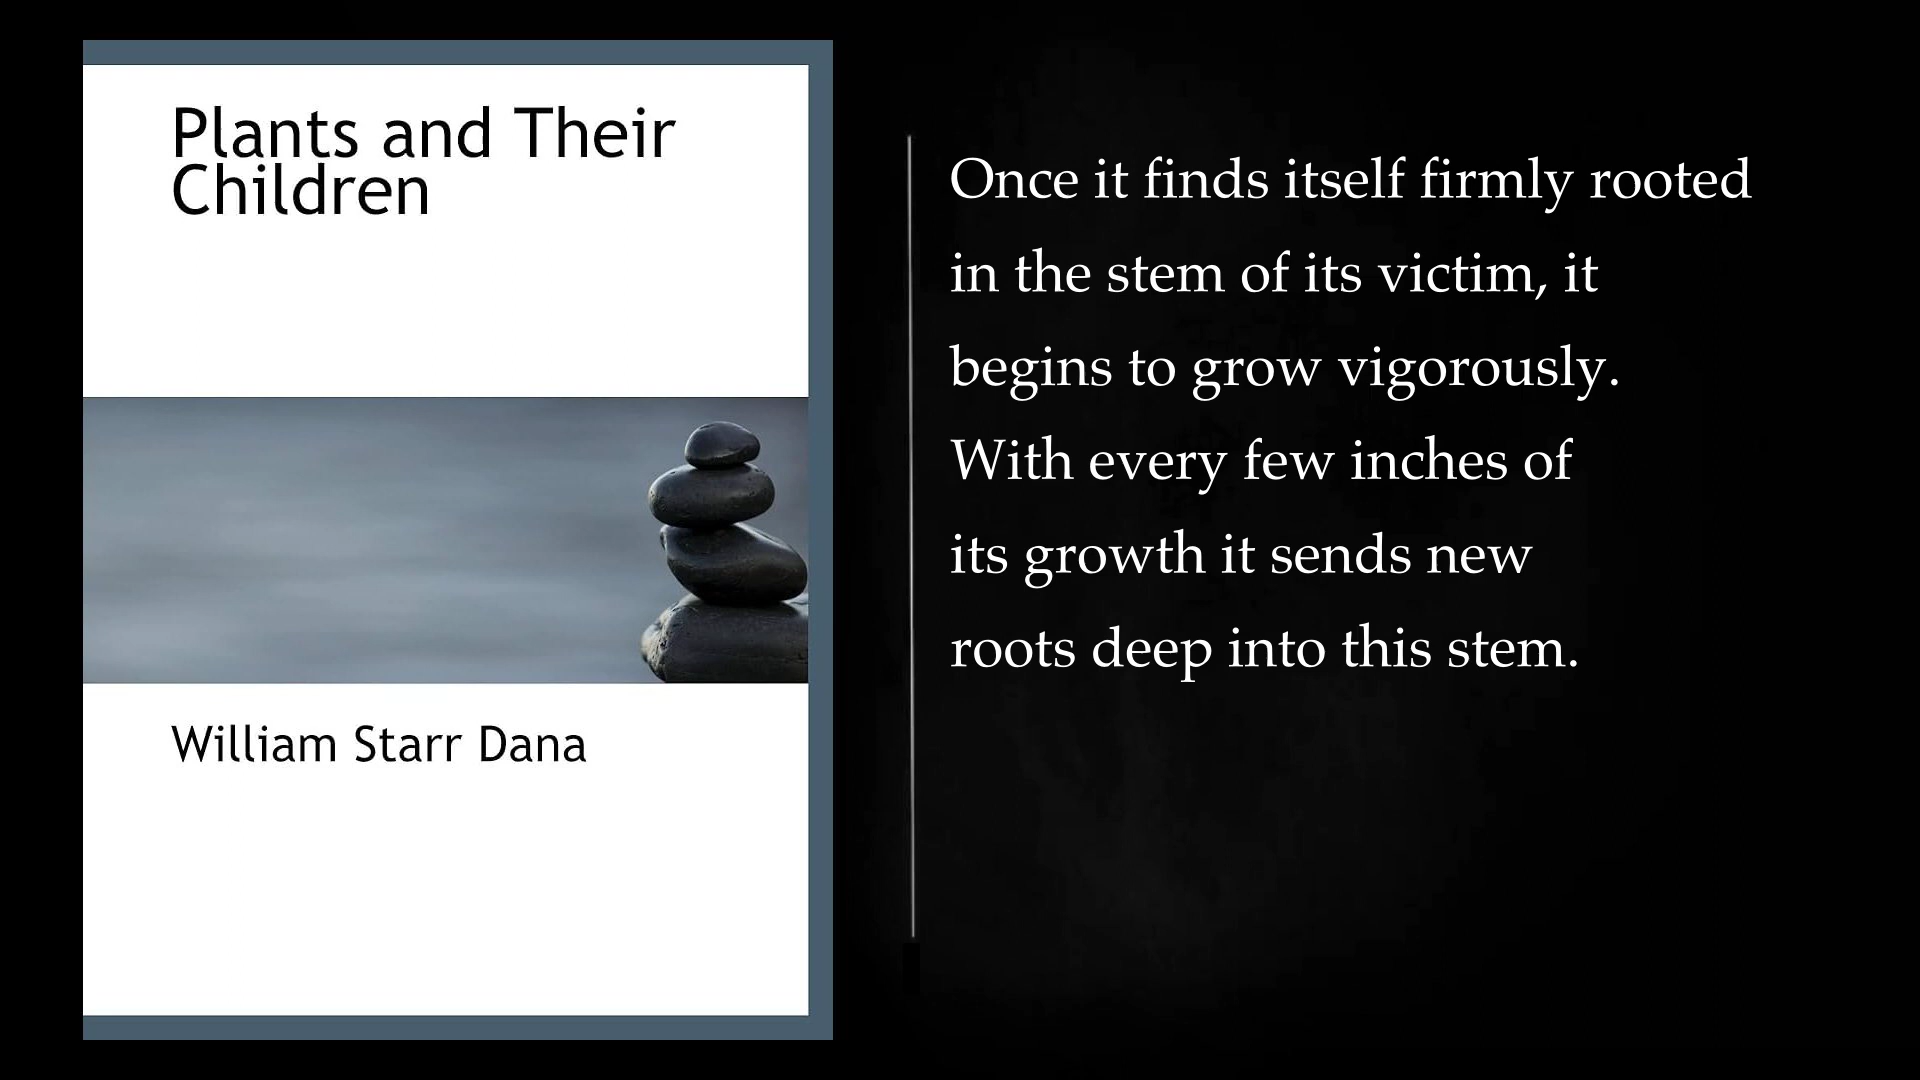 Plants and Their
Children
William Starr Dana
Once it finds itself firmly rooted
in the stem of its victim, it
begins to grow vigorously.
With every few inches of
its growth it sends new
roots deep into this stem.